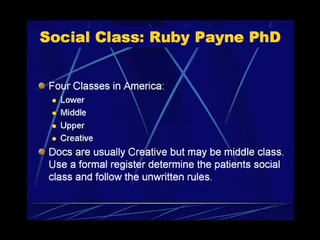 Social Class: Ruby Payne PhD
Four Classes in America:
Lower
Middle
Upper
Creative
Docs are usually Creative but may be middle class.
Use a formal register determine the patients social
class and follow the unwritten rules.